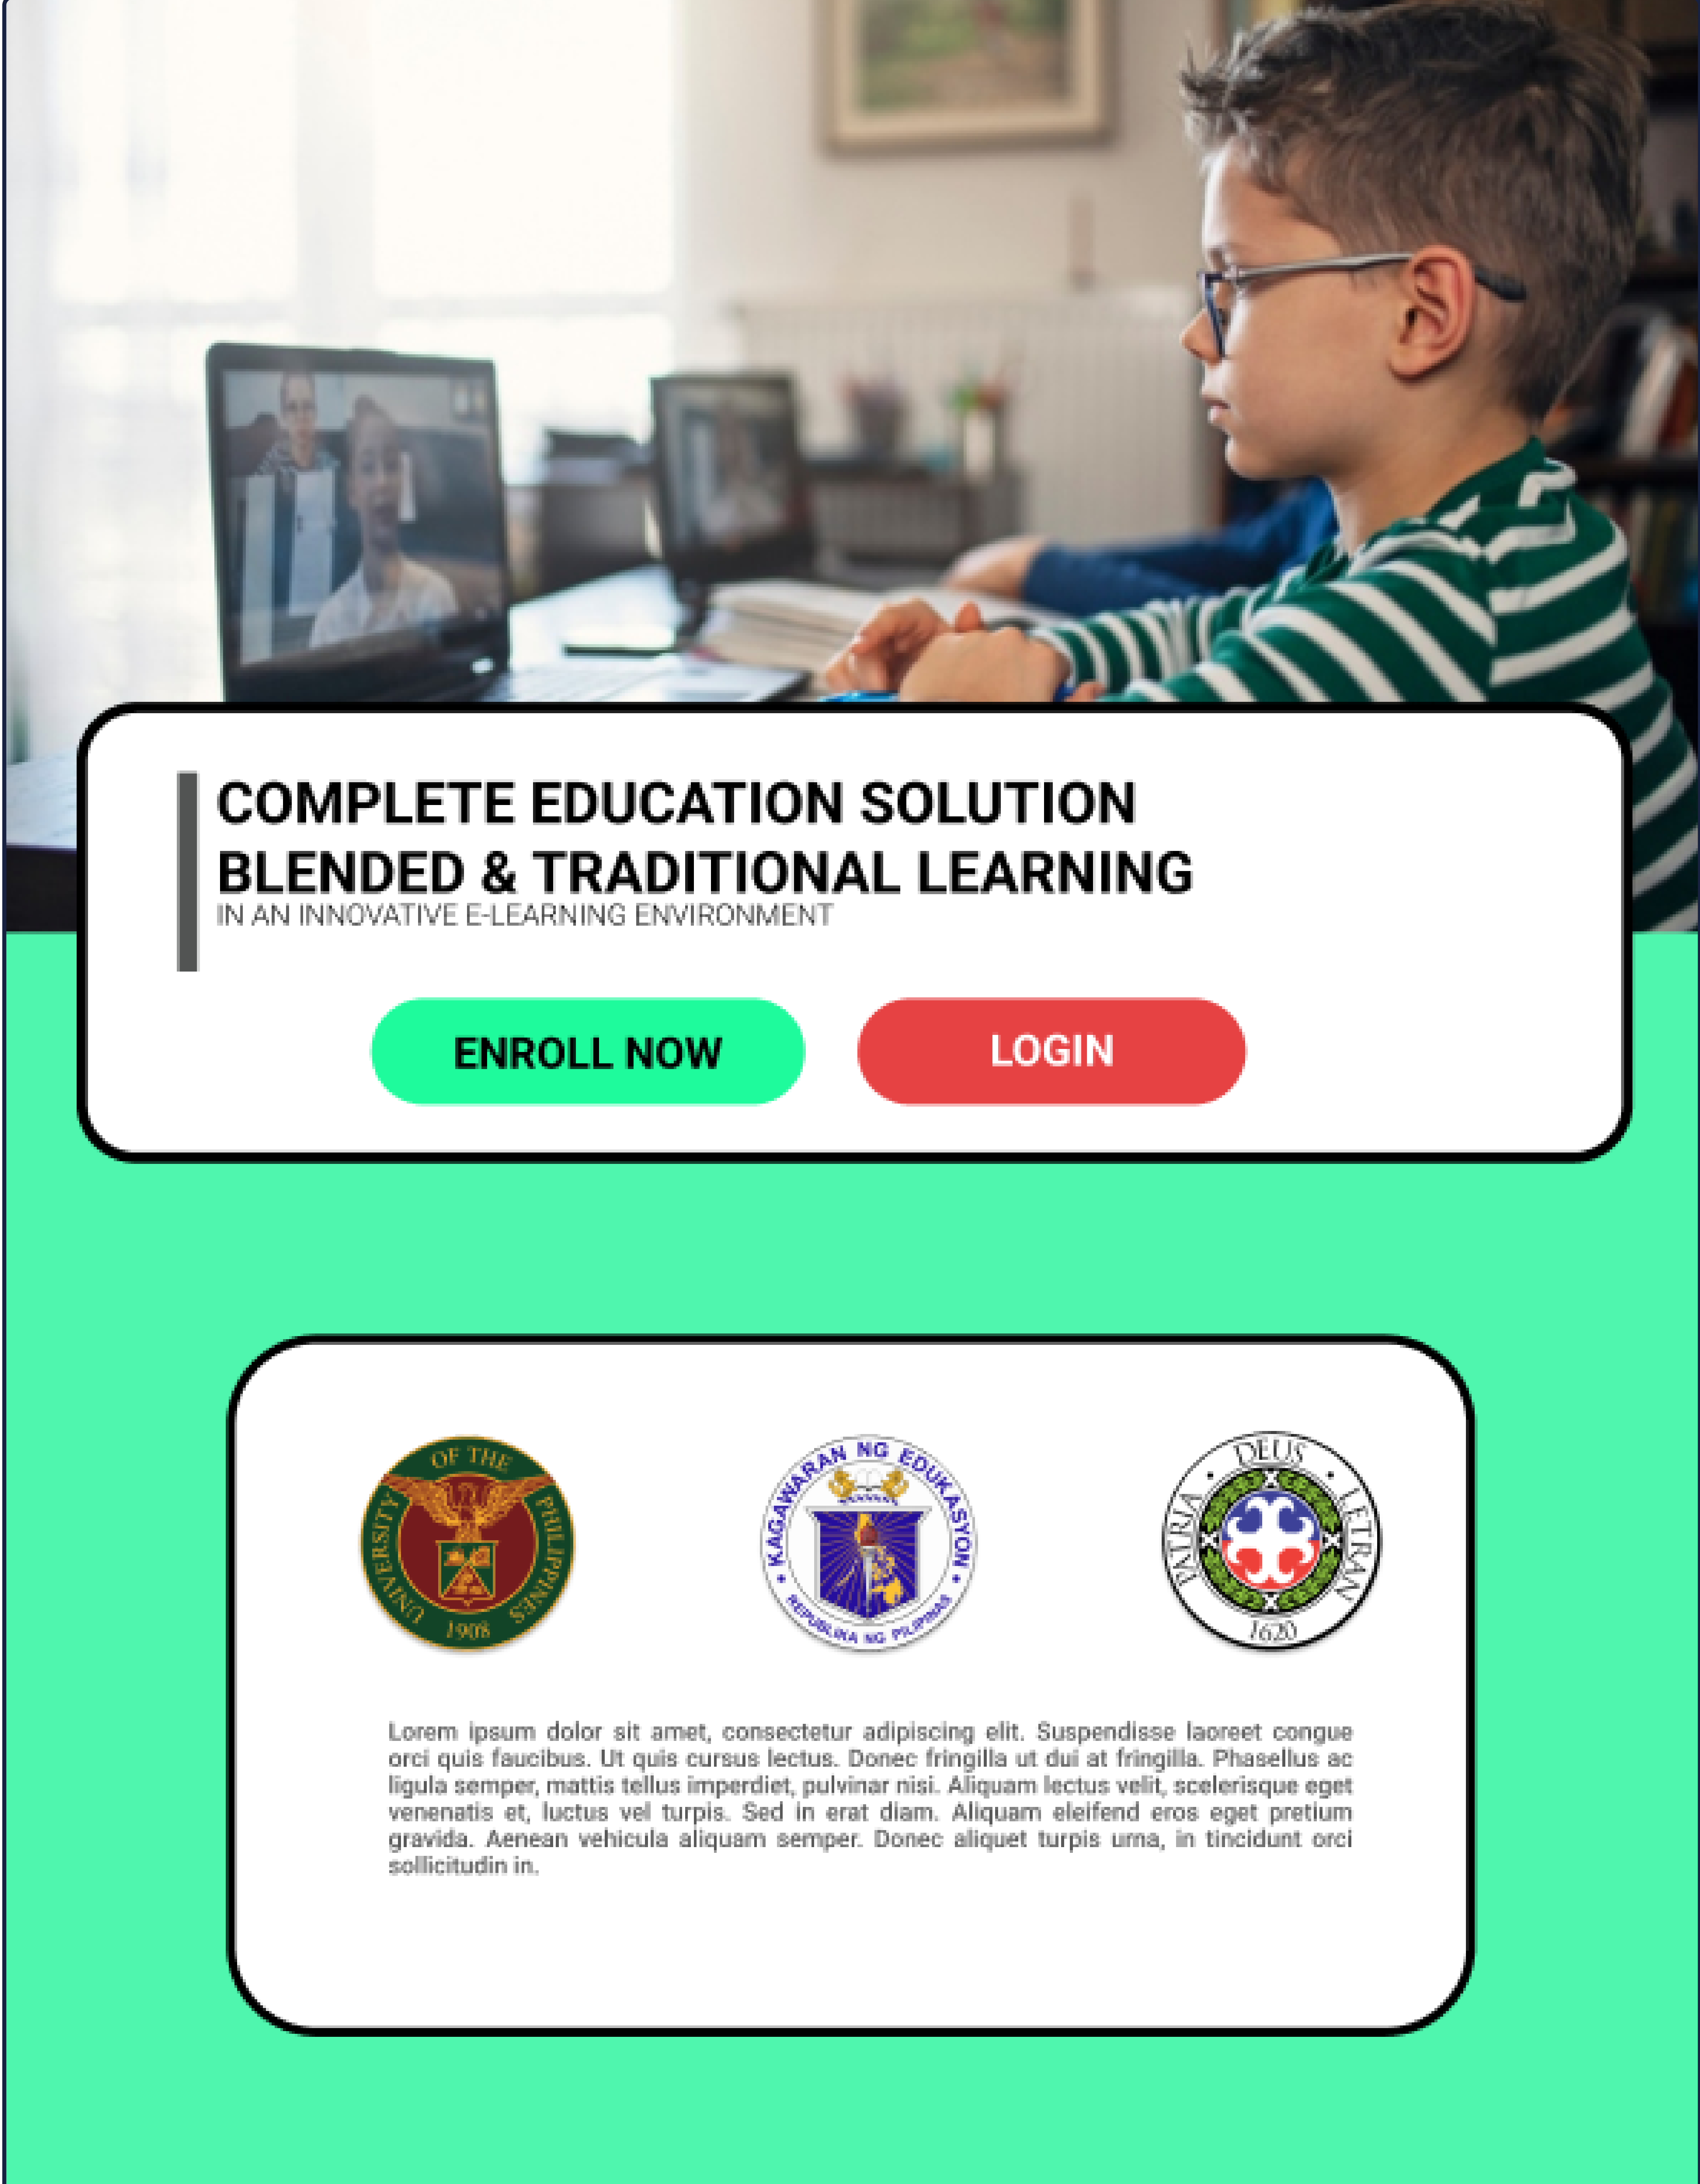 COMPLETE EDUCATION SOLUTION
BLENDED & TRADITIONAL LEARNING
IN AN INNOVATIVE E-LEARNING ENVIRONMENT
ENROLL NOW
LOGIN
UNIVERSITY OF THE PHILIPPINES
1908
KAGAWARAN NG EDUKASYON
REPUBLIKA NG PILIPINAS
DEUS PATRIA LETRAN
1620
Lorem ipsum dolor sit amet, consectetur adipiscing elit. Suspendisse laoreet congue
orci quis faucibus. Ut quis cursus lectus. Donec fringilla ut dui at fringilla. Phasellus ac
ligula semper, mattis tellus imperdiet, pulvinar nisi. Aliquam lectus velit, scelerisque eget
venenatis et, luctus vel turpis. Sed in erat diam. Aliquam eleifend eros eget pretium
gravida. Aenean vehicula aliquam semper. Donec aliquet turpis urna, in tincidunt orci
sollicitudin in.